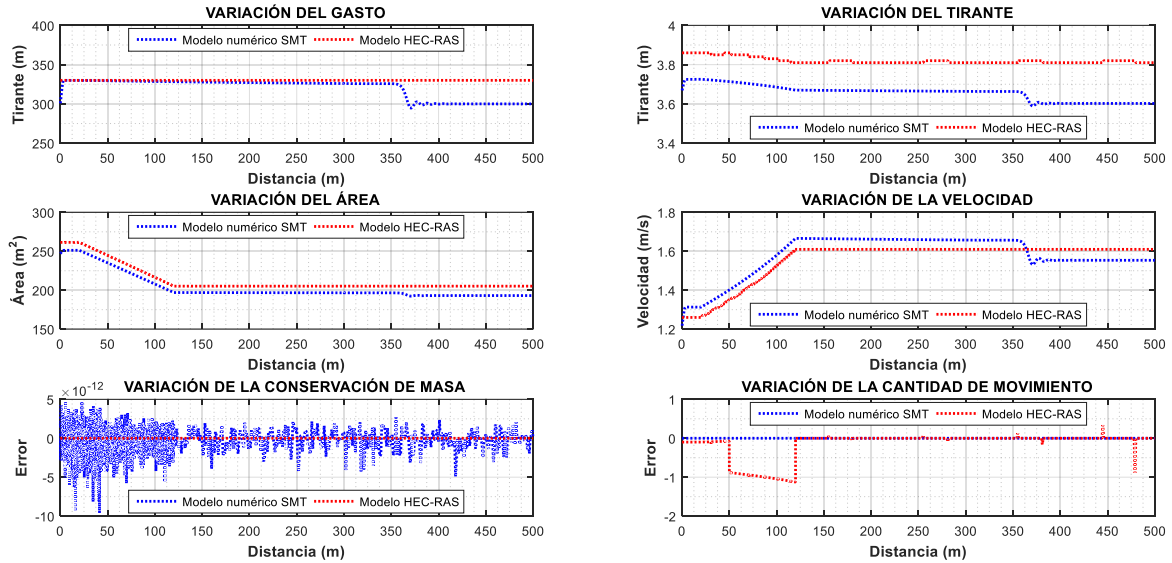 VARIACIÓN DEL GASTO
400
350
300
250
Tirante (m)
Modelo numérico SMT
Modelo HEC-RAS
0 50 100 150 200 250 300 350 400 450 500
Distancia (m)
VARIACIÓN DEL TIRANTE
4
3.8
3.6
3.4
Tirante (m)
Modelo numérico SMT
Modelo HEC-RAS
0 50 100 150 200 250 300 350 400 450 500
Distancia (m)
VARIACIÓN DEL ÁREA
300
250
200
150
Área (m²)
Modelo numérico SMT
Modelo HEC-RAS
0 50 100 150 200 250 300 350 400 450 500
Distancia (m)
VARIACIÓN DE LA VELOCIDAD
1.8
1.6
1.4
1.2
Velocidad (m/s)
Modelo numérico SMT
Modelo HEC-RAS
0 50 100 150 200 250 300 350 400 450 500
Distancia (m)
VARIACIÓN DE LA CONSERVACIÓN DE MASA
×10⁻¹²
5
0
-5
-10
Error
Modelo numérico SMT
Modelo HEC-RAS
0 50 100 150 200 250 300 350 400 450 500
Distancia (m)
VARIACIÓN DE LA CANTIDAD DE MOVIMIENTO
1
0
-1
-2
Error
Modelo numérico SMT
Modelo HEC-RAS
0 50 100 150 200 250 300 350 400 450 500
Distancia (m)